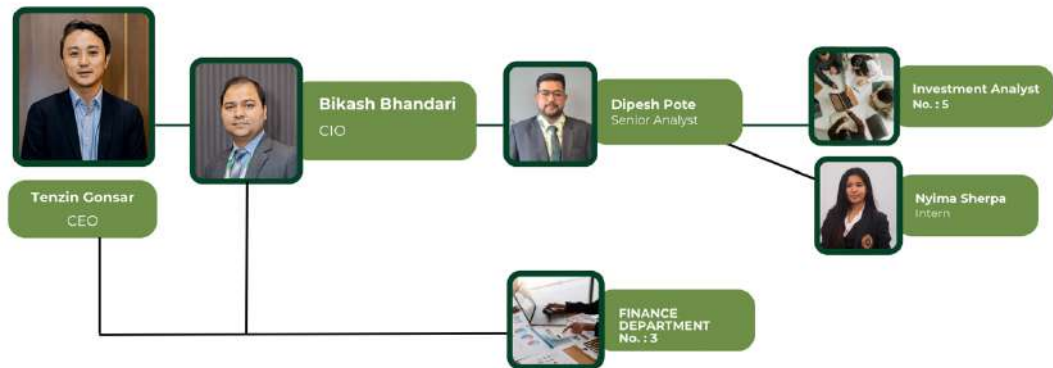 Tenzin Gonsar
CEO
Bikash Bhandari
CIO
Dipesh Pote
Senior Analyst
Investment Analyst
No. : 5
Nyima Sherpa
Intern
FINANCE
DEPARTMENT
No. : 3